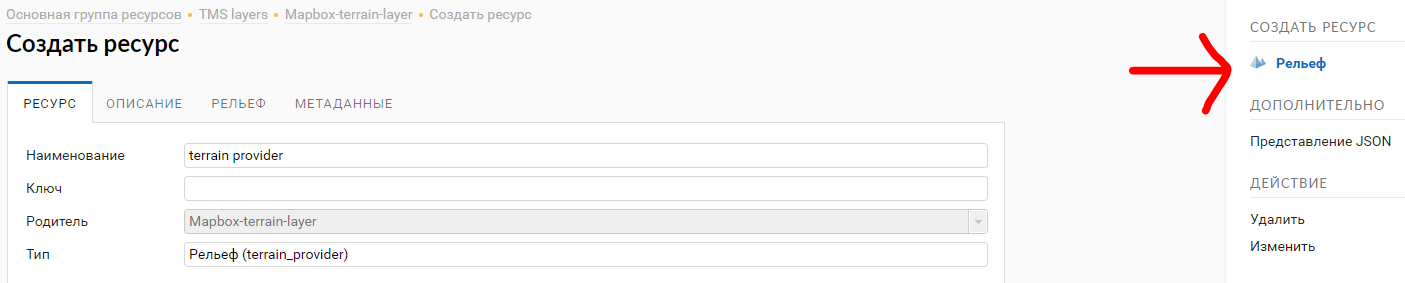 Основная группа ресурсов • TMS layers • Mapbox-terrain-layer • Создать ресурс
Создать ресурс
РЕСУРС ОПИСАНИЕ РЕЛЬЕФ МЕТАДАННЫЕ
Наименование terrain provider
Ключ
Родитель Mapbox-terrain-layer
Тип Рельеф (terrain_provider)
СОЗДАТЬ РЕСУРС
Рельеф
ДОПОЛНИТЕЛЬНО
Представление JSON
ДЕЙСТВИЕ
Удалить
Изменить